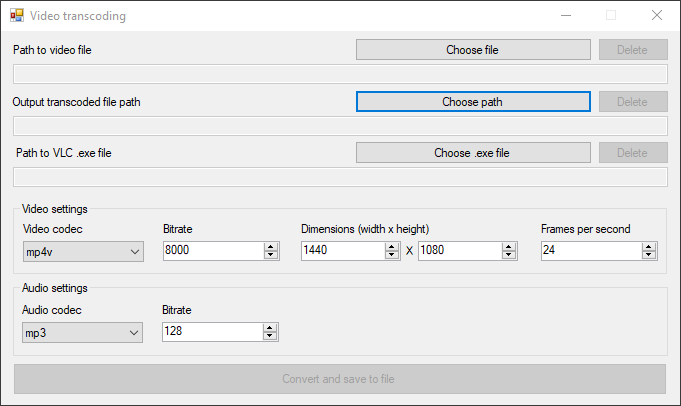 Video transcoding
Path to video file Choose file Delete
Output transcoded file path Choose path Delete
Path to VLC .exe file Choose .exe file Delete
Video settings
Video codec Bitrate Dimensions (width x height) Frames per second
mp4v 8000 1440 X 1080 24
Audio settings
Audio codec Bitrate
mp3 128
Convert and save to file